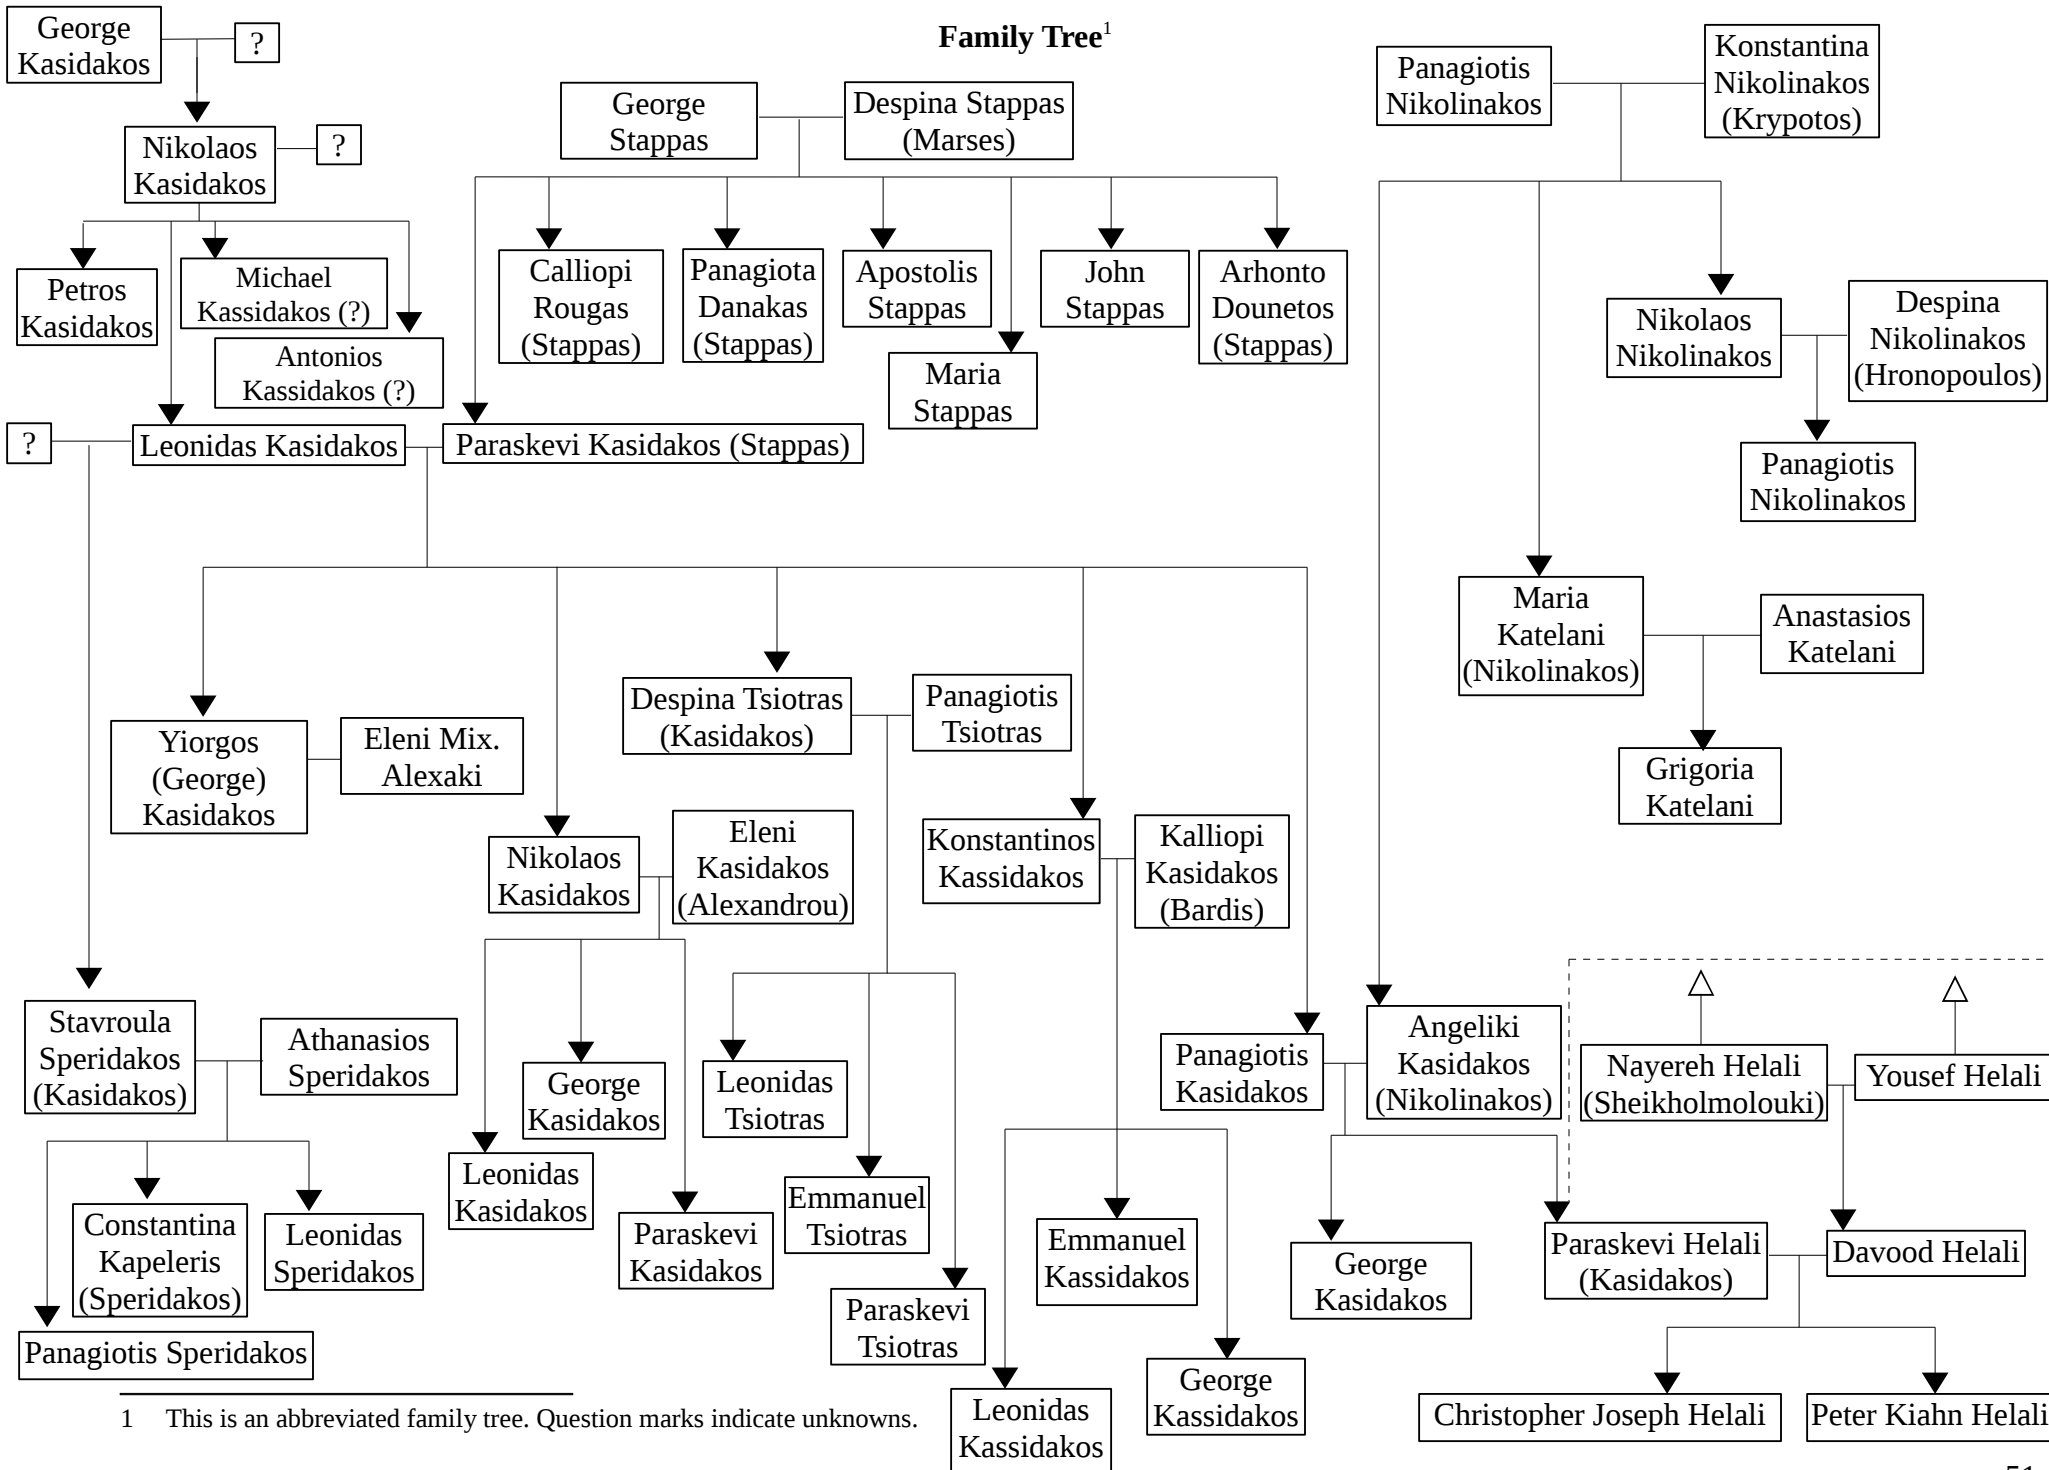 Family Tree1
George
Kasidakos
?
Nikolaos
Kasidakos
?
Petros
Kasidakos
Michael
Kassidakos (?)
Antonios
Kassidakos (?)
?
Leonidas Kasidakos
Paraskevi Kasidakos (Stappas)
George
Stappas
Despina Stappas
(Marses)
Calliopi
Rougas
(Stappas)
Panagiota
Danakas
(Stappas)
Apostolis
Stappas
Maria
Stappas
John
Stappas
Arhonto
Dounetos
(Stappas)
Panagiotis
Nikolinakos
Konstantina
Nikolinakos
(Krypotos)
Nikolaos
Nikolinakos
Despina
Nikolinakos
(Hronopoulos)
Panagiotis
Nikolinakos
Maria
Katelani
(Nikolinakos)
Anastasios
Katelani
Grigoria
Katelani
Yiorgos
(George)
Kasidakos
Eleni Mix.
Alexaki
Nikolaos
Kasidakos
Eleni
Kasidakos
(Alexandrou)
Despina Tsiotras
(Kasidakos)
Panagiotis
Tsiotras
Konstantinos
Kassidakos
Kalliopi
Kasidakos
(Bardis)
Panagiotis
Kasidakos
Angeliki
Kasidakos
(Nikolinakos)
Nayereh Helali
(Sheikholmolouki)
Yousef Helali
Stavroula
Speridakos
(Kasidakos)
Athanasios
Speridakos
Constantina
Kapeleris
(Speridakos)
Leonidas
Speridakos
Panagiotis Speridakos
Leonidas
Kasidakos
George
Kasidakos
Paraskevi
Kasidakos
Leonidas
Tsiotras
Emmanuel
Tsiotras
Paraskevi
Tsiotras
Leonidas
Kassidakos
Emmanuel
Kassidakos
George
Kassidakos
George
Kasidakos
Paraskevi Helali
(Kasidakos)
Davood Helali
Christopher Joseph Helali
Peter Kiahn Helali
1 This is an abbreviated family tree. Question marks indicate unknowns.